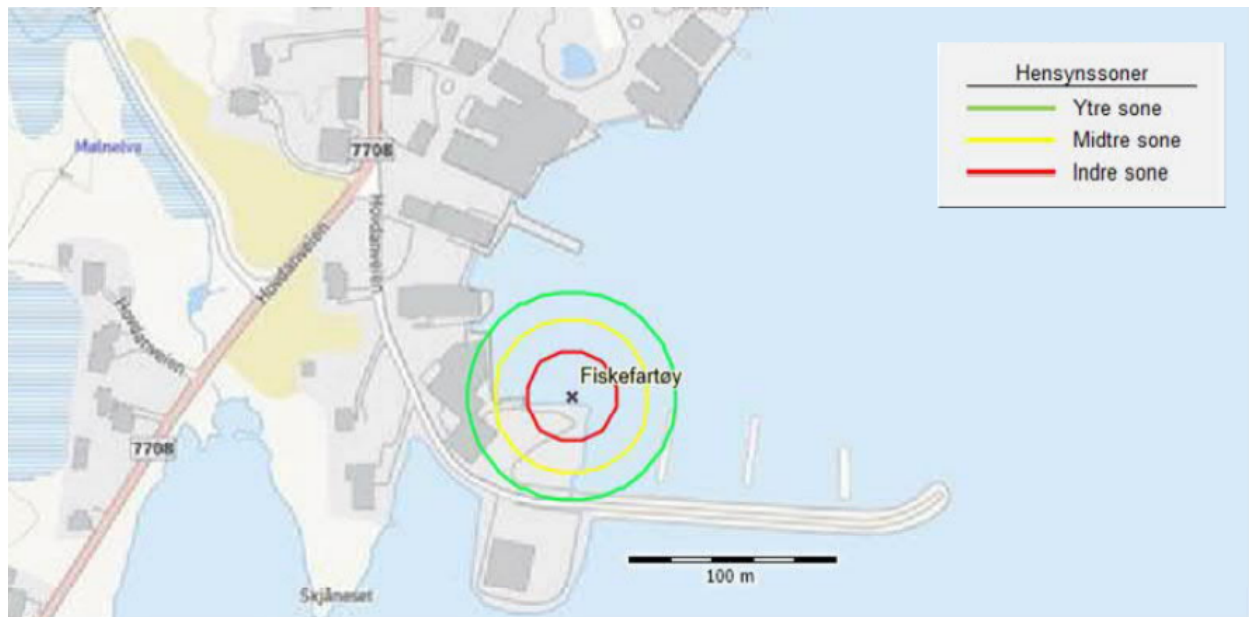 Hensynssoner
Ytre sone
Midtre sone
Indre sone
Mølnelva
7708
Hovdanveien
Hovdanveien
Hovdanveien
Fiskefartøy
7708
100 m
Skjåneset